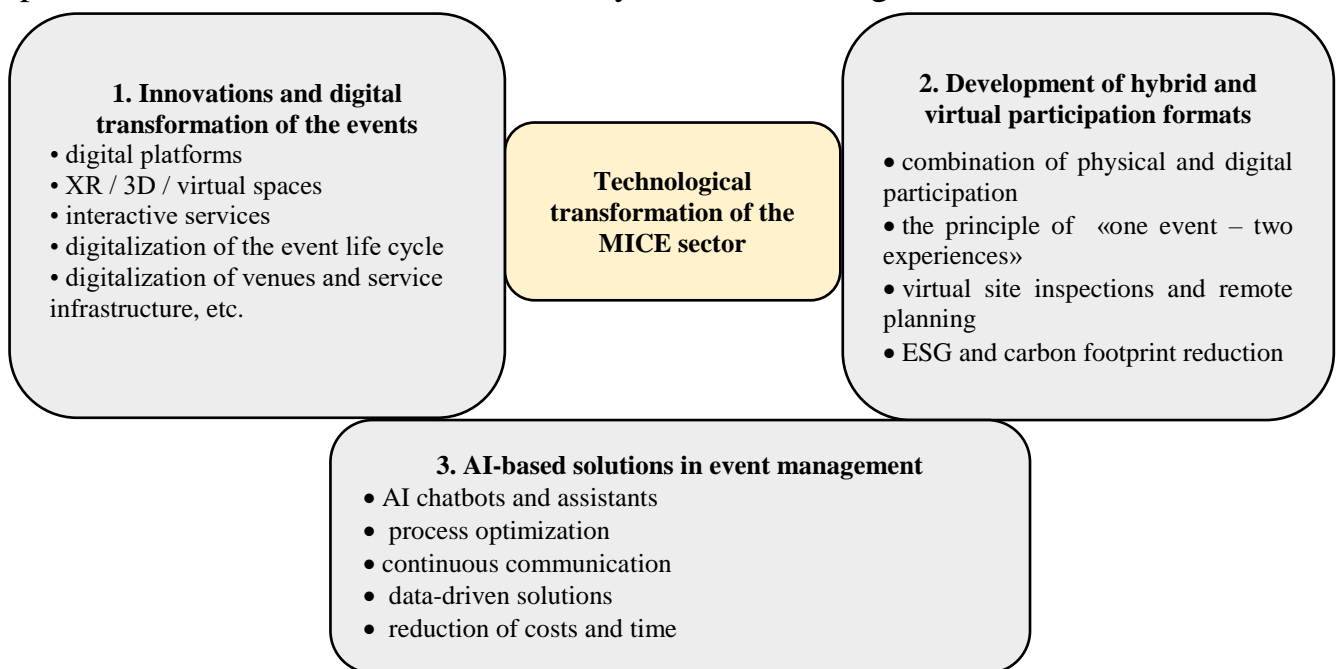 1. Innovations and digital
transformation of the events
• digital platforms
• XR / 3D / virtual spaces
• interactive services
• digitalization of the event life cycle
• digitalization of venues and service
infrastructure, etc.
Technological
transformation of the
MICE sector
2. Development of hybrid and
virtual participation formats
• combination of physical and digital
participation
• the principle of «one event – two
experiences»
• virtual site inspections and remote
planning
• ESG and carbon footprint reduction
3. AI-based solutions in event management
• AI chatbots and assistants
• process optimization
• continuous communication
• data-driven solutions
• reduction of costs and time